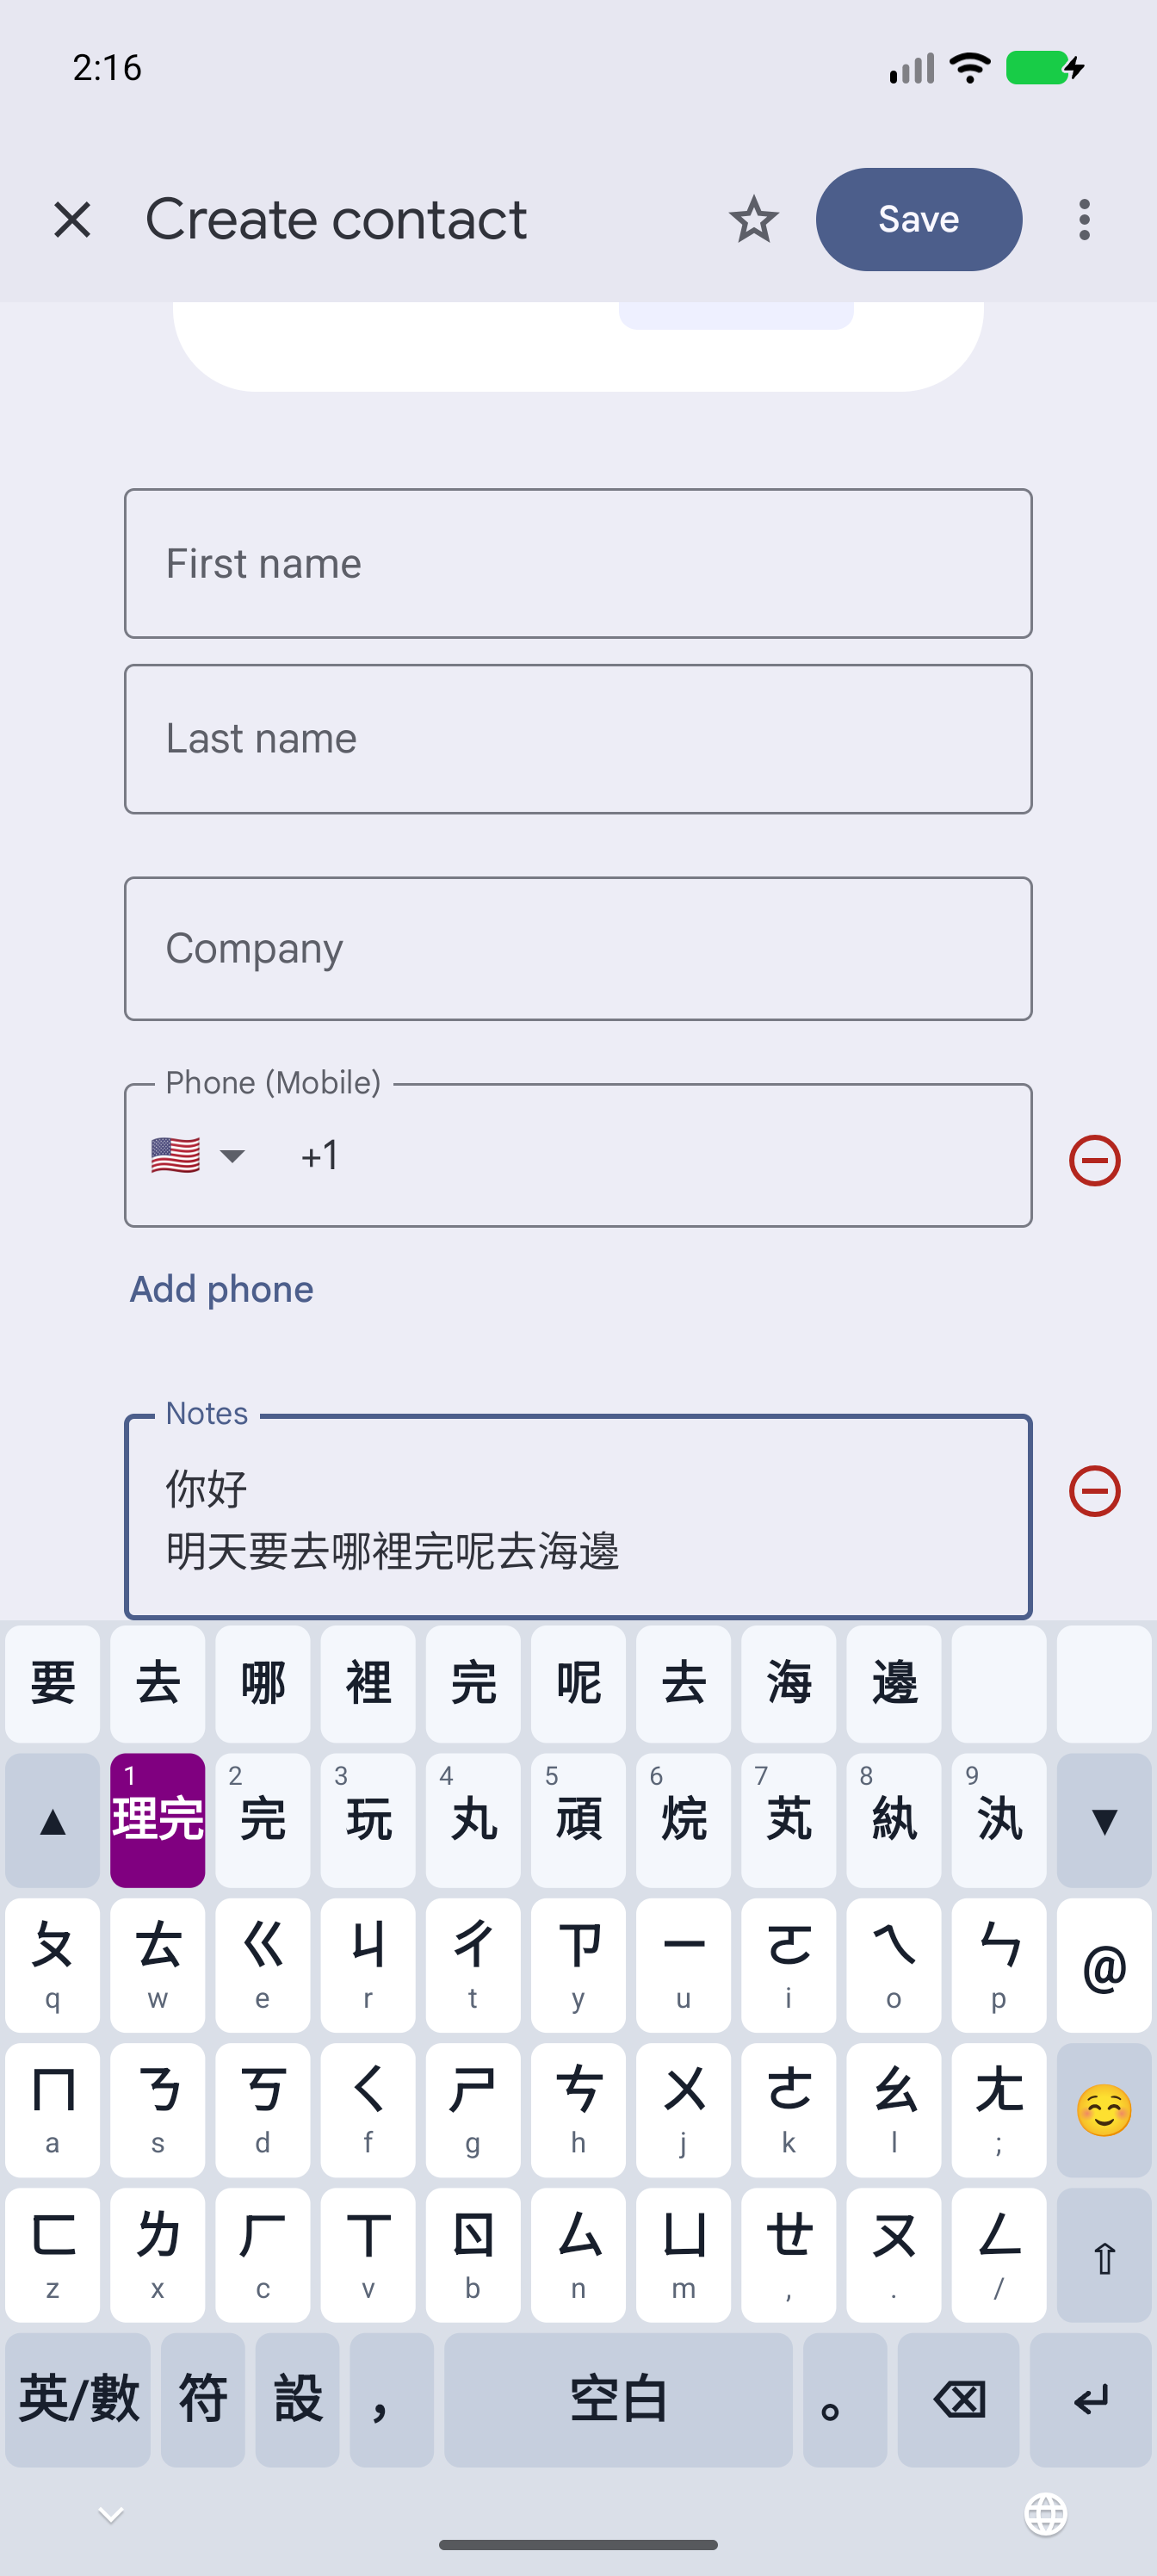 2:16
Create contact
Save
First name
Last name
Company
Phone (Mobile)
+1
Add phone
Notes
你好
明天要去哪裡完呢去海邊
要 去 哪 裡 完 呢 去 海 邊
▲ 1 理完 2 完 3 玩 4 丸 5 頑 6 烷 7 芄 8 紈 9 汍 ▼
ㄆ ㄊ ㄍ ㄐ ㄔ ㄗ ㄧ ㄛ ㄟ ㄣ @
q w e r t y u i o p
ㄇ ㄋ ㄎ ㄑ ㄕ ㄘ ㄨ ㄜ ㄠ ㄤ ☺️
a s d f g h j k l ;
ㄈ ㄌ ㄏ ㄒ ㄖ ㄙ ㄩ ㄝ ㄡ ㄥ ⇧
z x c v b n m , . /
英/數 符 設 ， 空白 。 ⌫ ↵